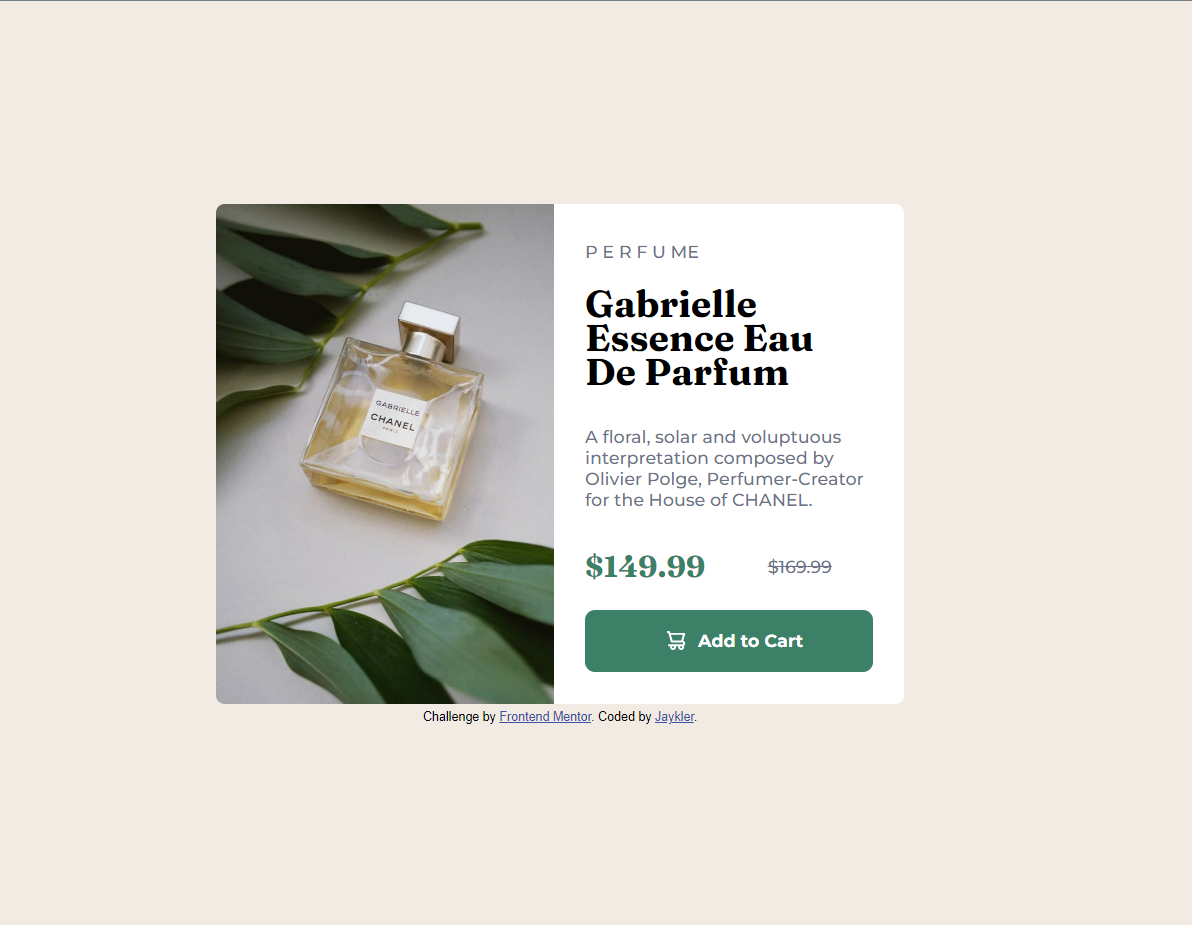 PERFUME
Gabrielle
Essence Eau
De Parfum
A floral, solar and voluptuous
interpretation composed by
Olivier Polge, Perfumer-Creator
for the House of CHANEL.
$149.99 $169.99
Add to Cart
GABRIELLE
CHANEL
PARIS
Challenge by Frontend Mentor. Coded by Jaykler.